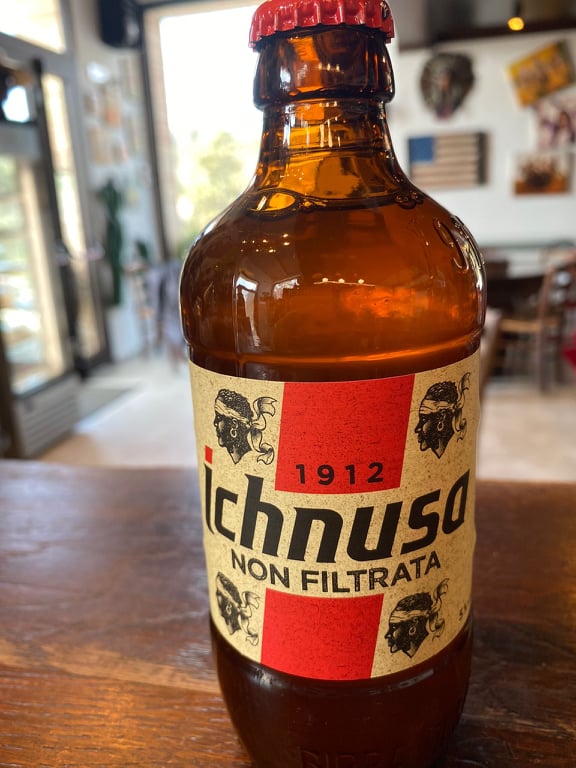 1912
ichnusa
NON FILTRATA